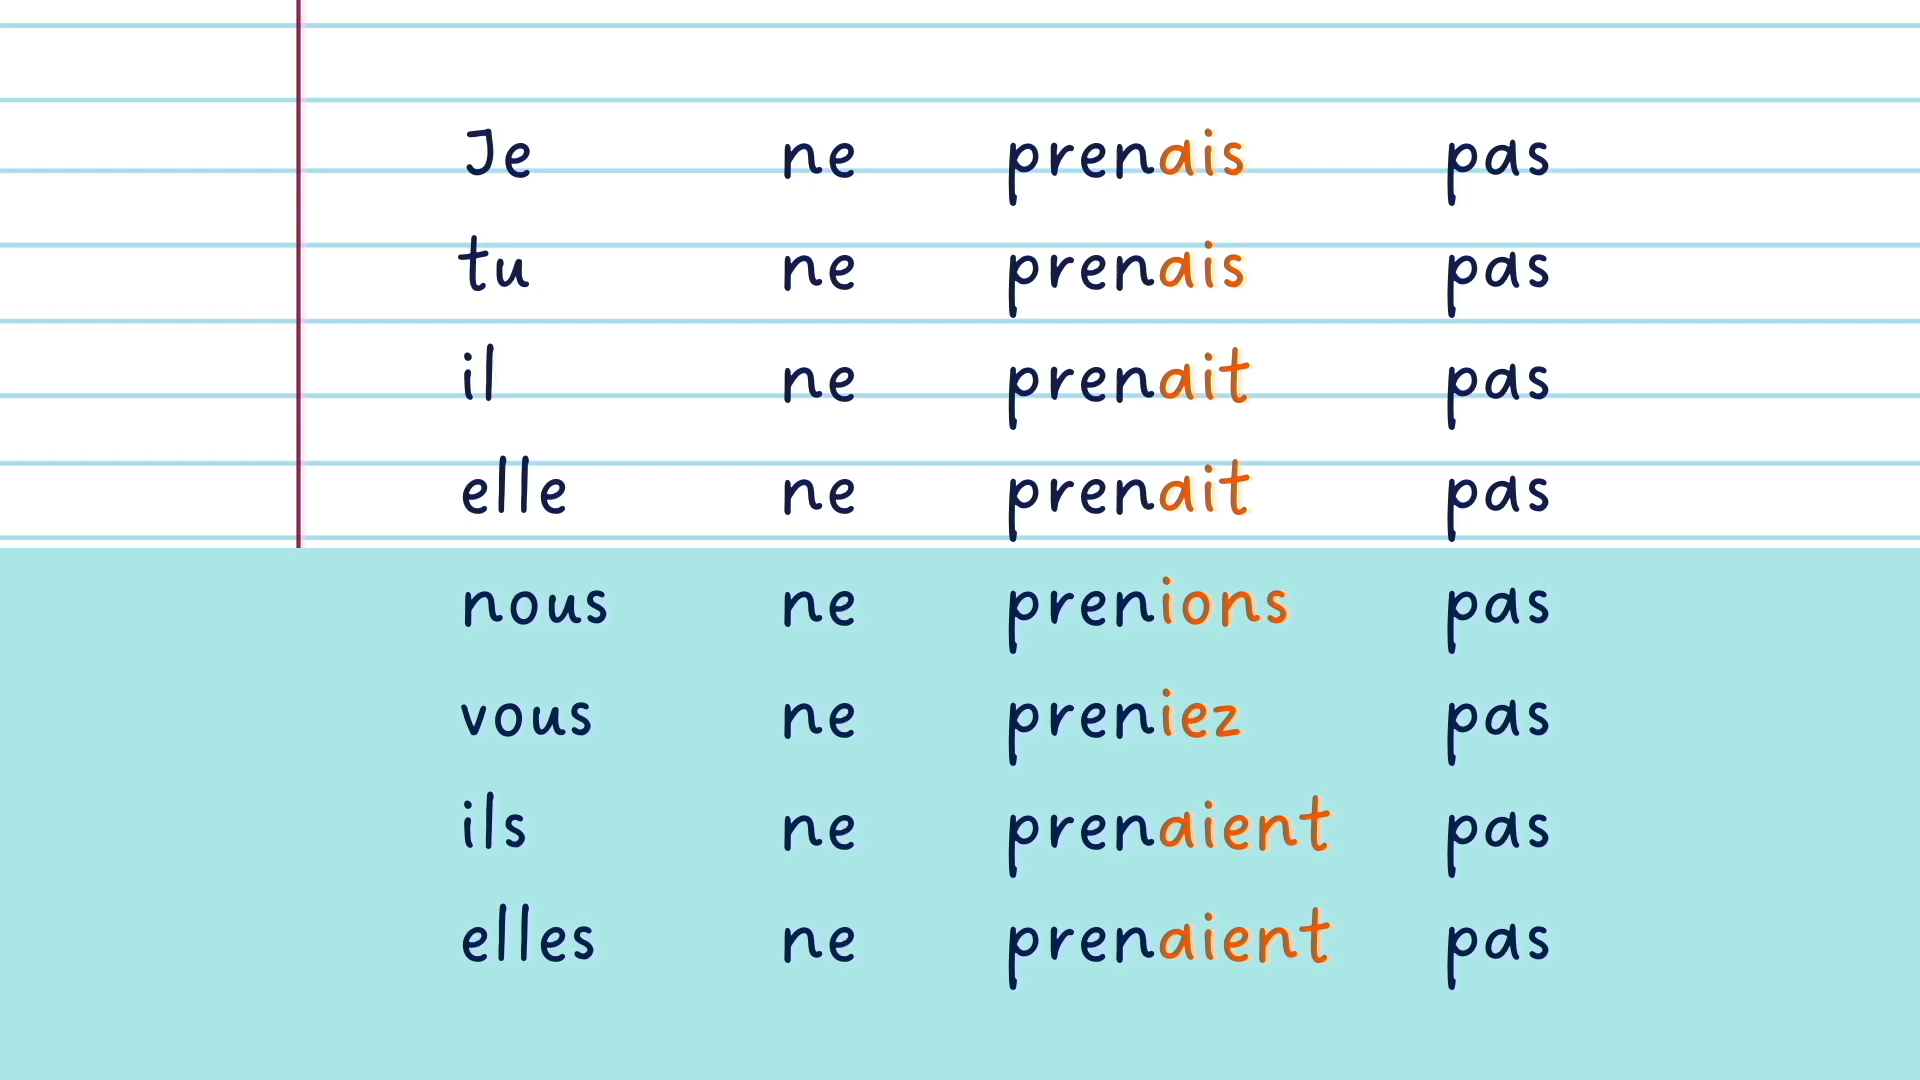 Je ne prenais pas
tu ne prenais pas
il ne prenait pas
elle ne prenait pas
nous ne prenions pas
vous ne preniez pas
ils ne prenaient pas
elles ne prenaient pas